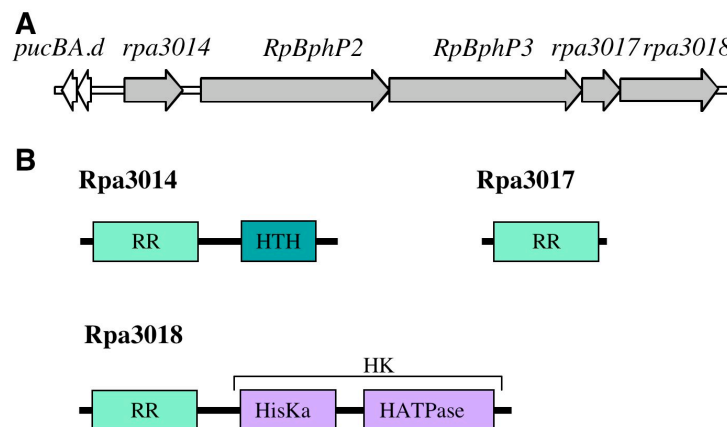 A
pucBA.d rpa3014 RpBphP2 RpBphP3 rpa3017 rpa3018
B
Rpa3014 Rpa3017
RR HTH RR
Rpa3018
HK
RR HisKa HATPase